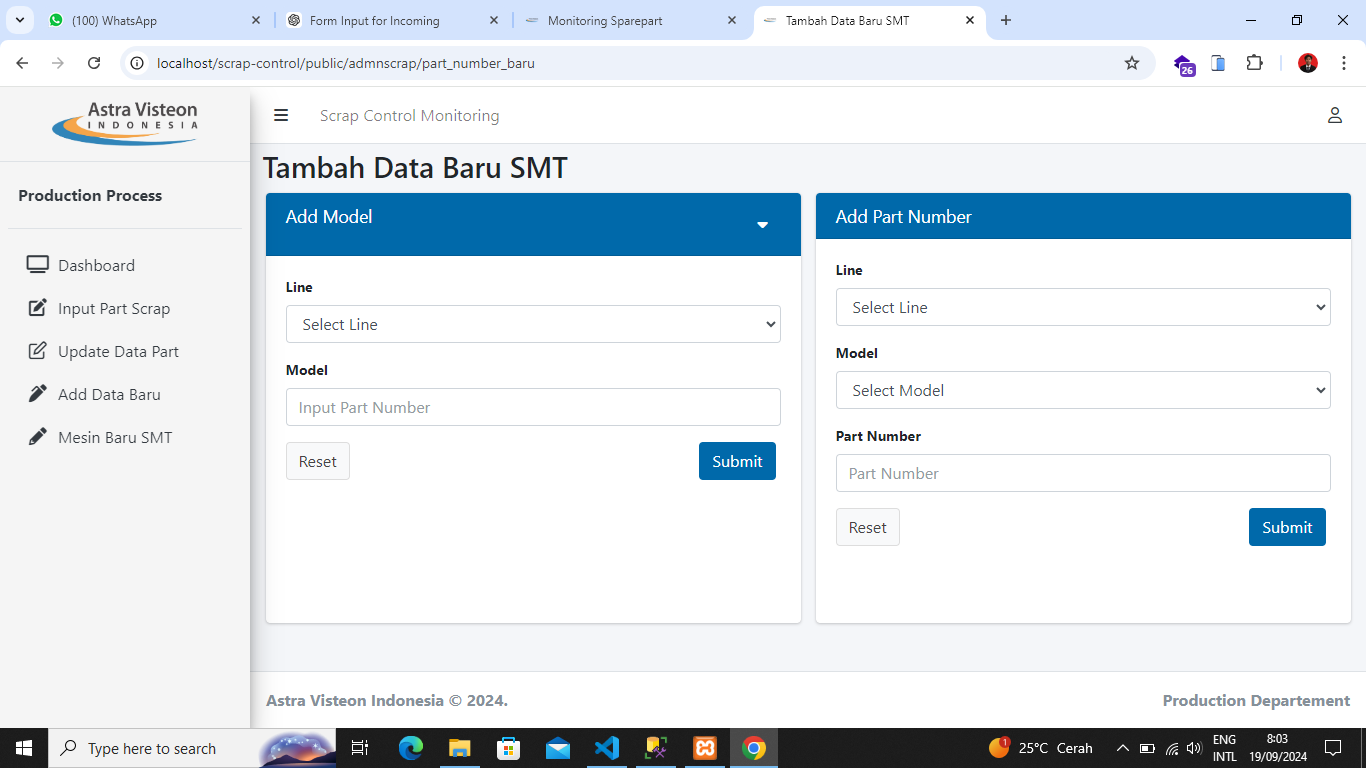 (100) WhatsApp
Form Input for Incoming
Monitoring Sparepart
Tambah Data Baru SMT
localhost/scrap-control/public/admnscrap/part_number_baru
26
Astra Visteon
INDONESIA
Scrap Control Monitoring
Production Process
Dashboard
Input Part Scrap
Update Data Part
Add Data Baru
Mesin Baru SMT
Tambah Data Baru SMT
Add Model
Line
Select Line
Model
Input Part Number
Reset
Submit
Add Part Number
Line
Select Line
Model
Select Model
Part Number
Part Number
Reset
Submit
Astra Visteon Indonesia © 2024.
Production Departement
Type here to search
1
25°C Cerah
ENG
INTL
8:03
19/09/2024